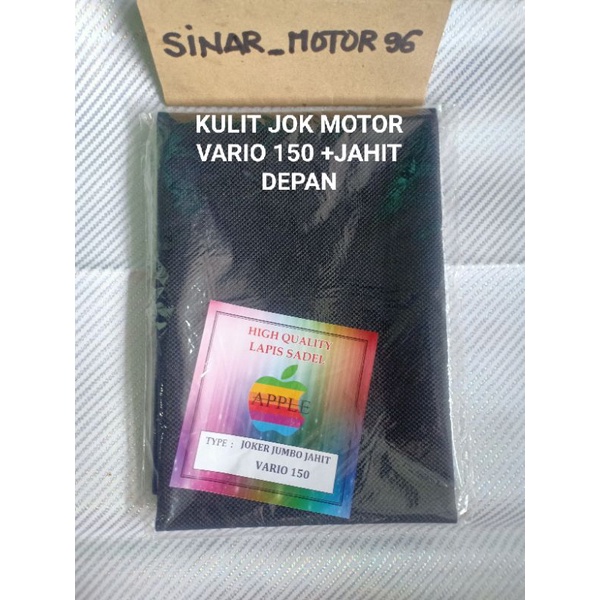 SiNAR_MOTOR 96
KULIT JOK MOTOR
VARIO 150 +JAHIT
DEPAN
HIGH QUALITY
LAPIS SADEL
APPLE
TYPE : JOKER JUMBO JAHIT
VARIO 150